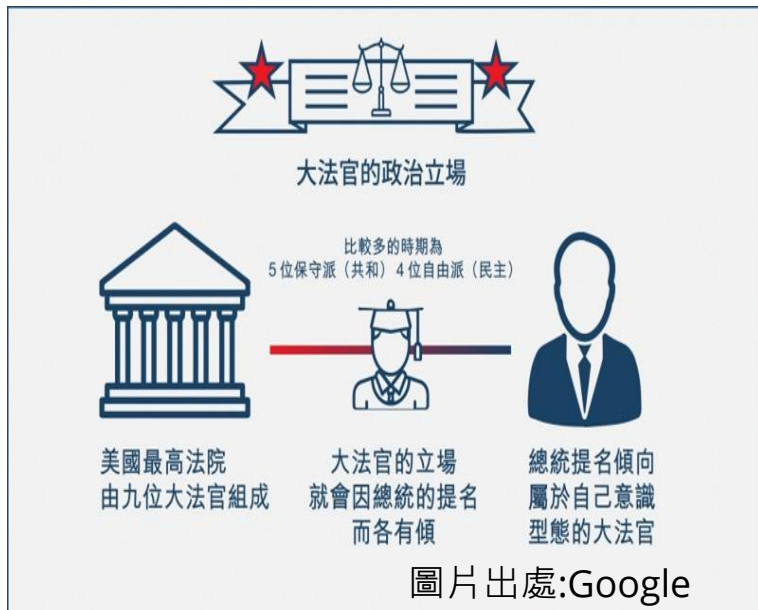 大法官的政治立場
比較多的時期為
5位保守派（共和）4位自由派（民主）
美國最高法院
由九位大法官組成
大法官的立場
就會因總統的提名
而各有傾
總統提名傾向
屬於自己意識
型態的大法官
圖片出處:Google